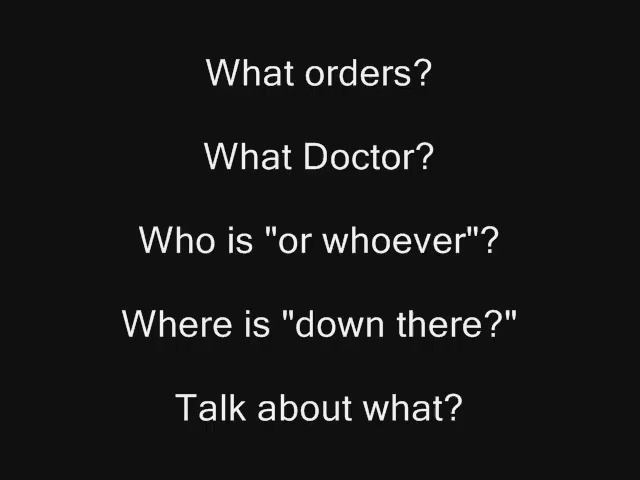 What orders?
What Doctor?
Who is "or whoever"?
Where is "down there?"
Talk about what?